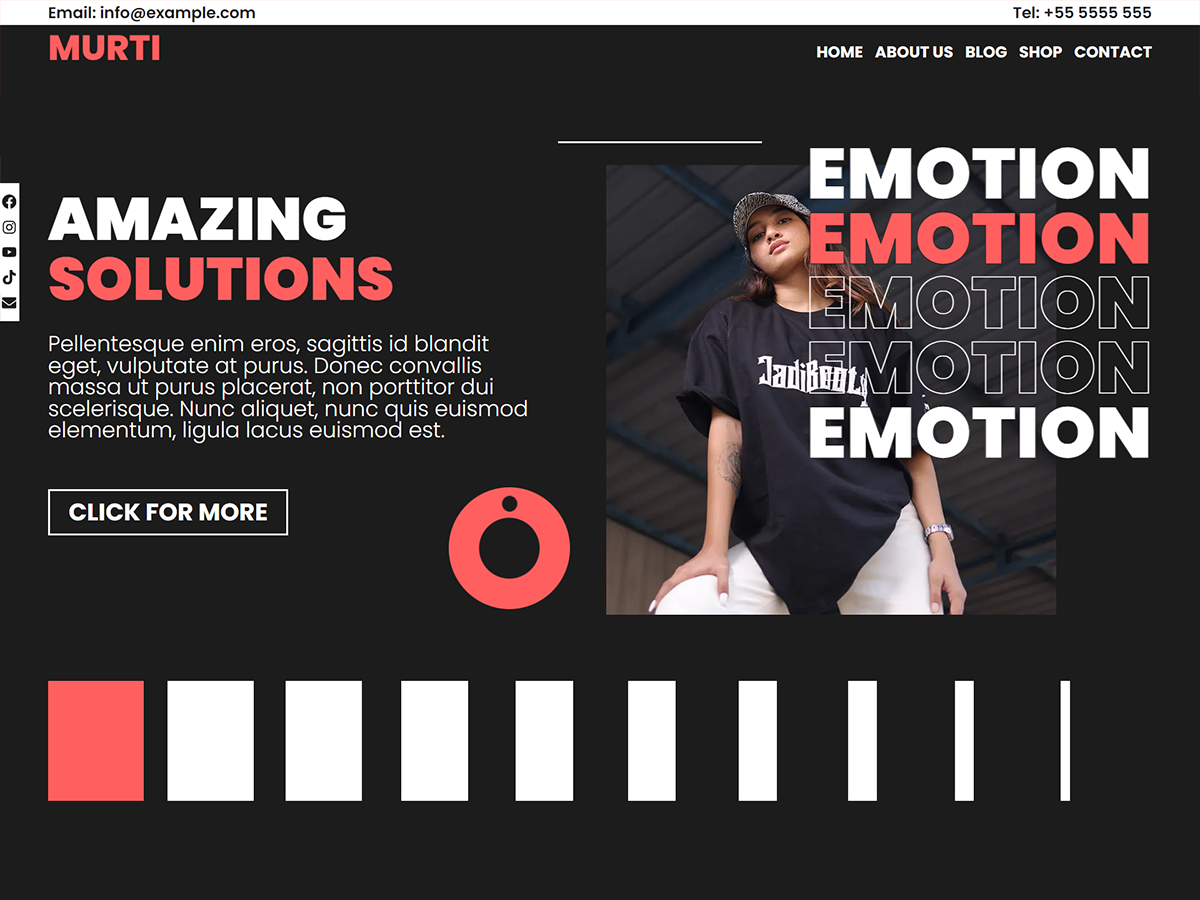 Email: info@example.com
Tel: +55 5555 555
MURTI
HOME ABOUT US BLOG SHOP CONTACT
AMAZING
SOLUTIONS
Pellentesque enim eros, sagittis id blandit
eget, vulputate at purus. Donec convallis
massa ut purus placerat, non porttitor dui
scelerisque. Nunc aliquet, nunc quis euismod
elementum, ligula lacus euismod est.
CLICK FOR MORE
EMOTION
EMOTION
EMOTION
EMOTION
EMOTION